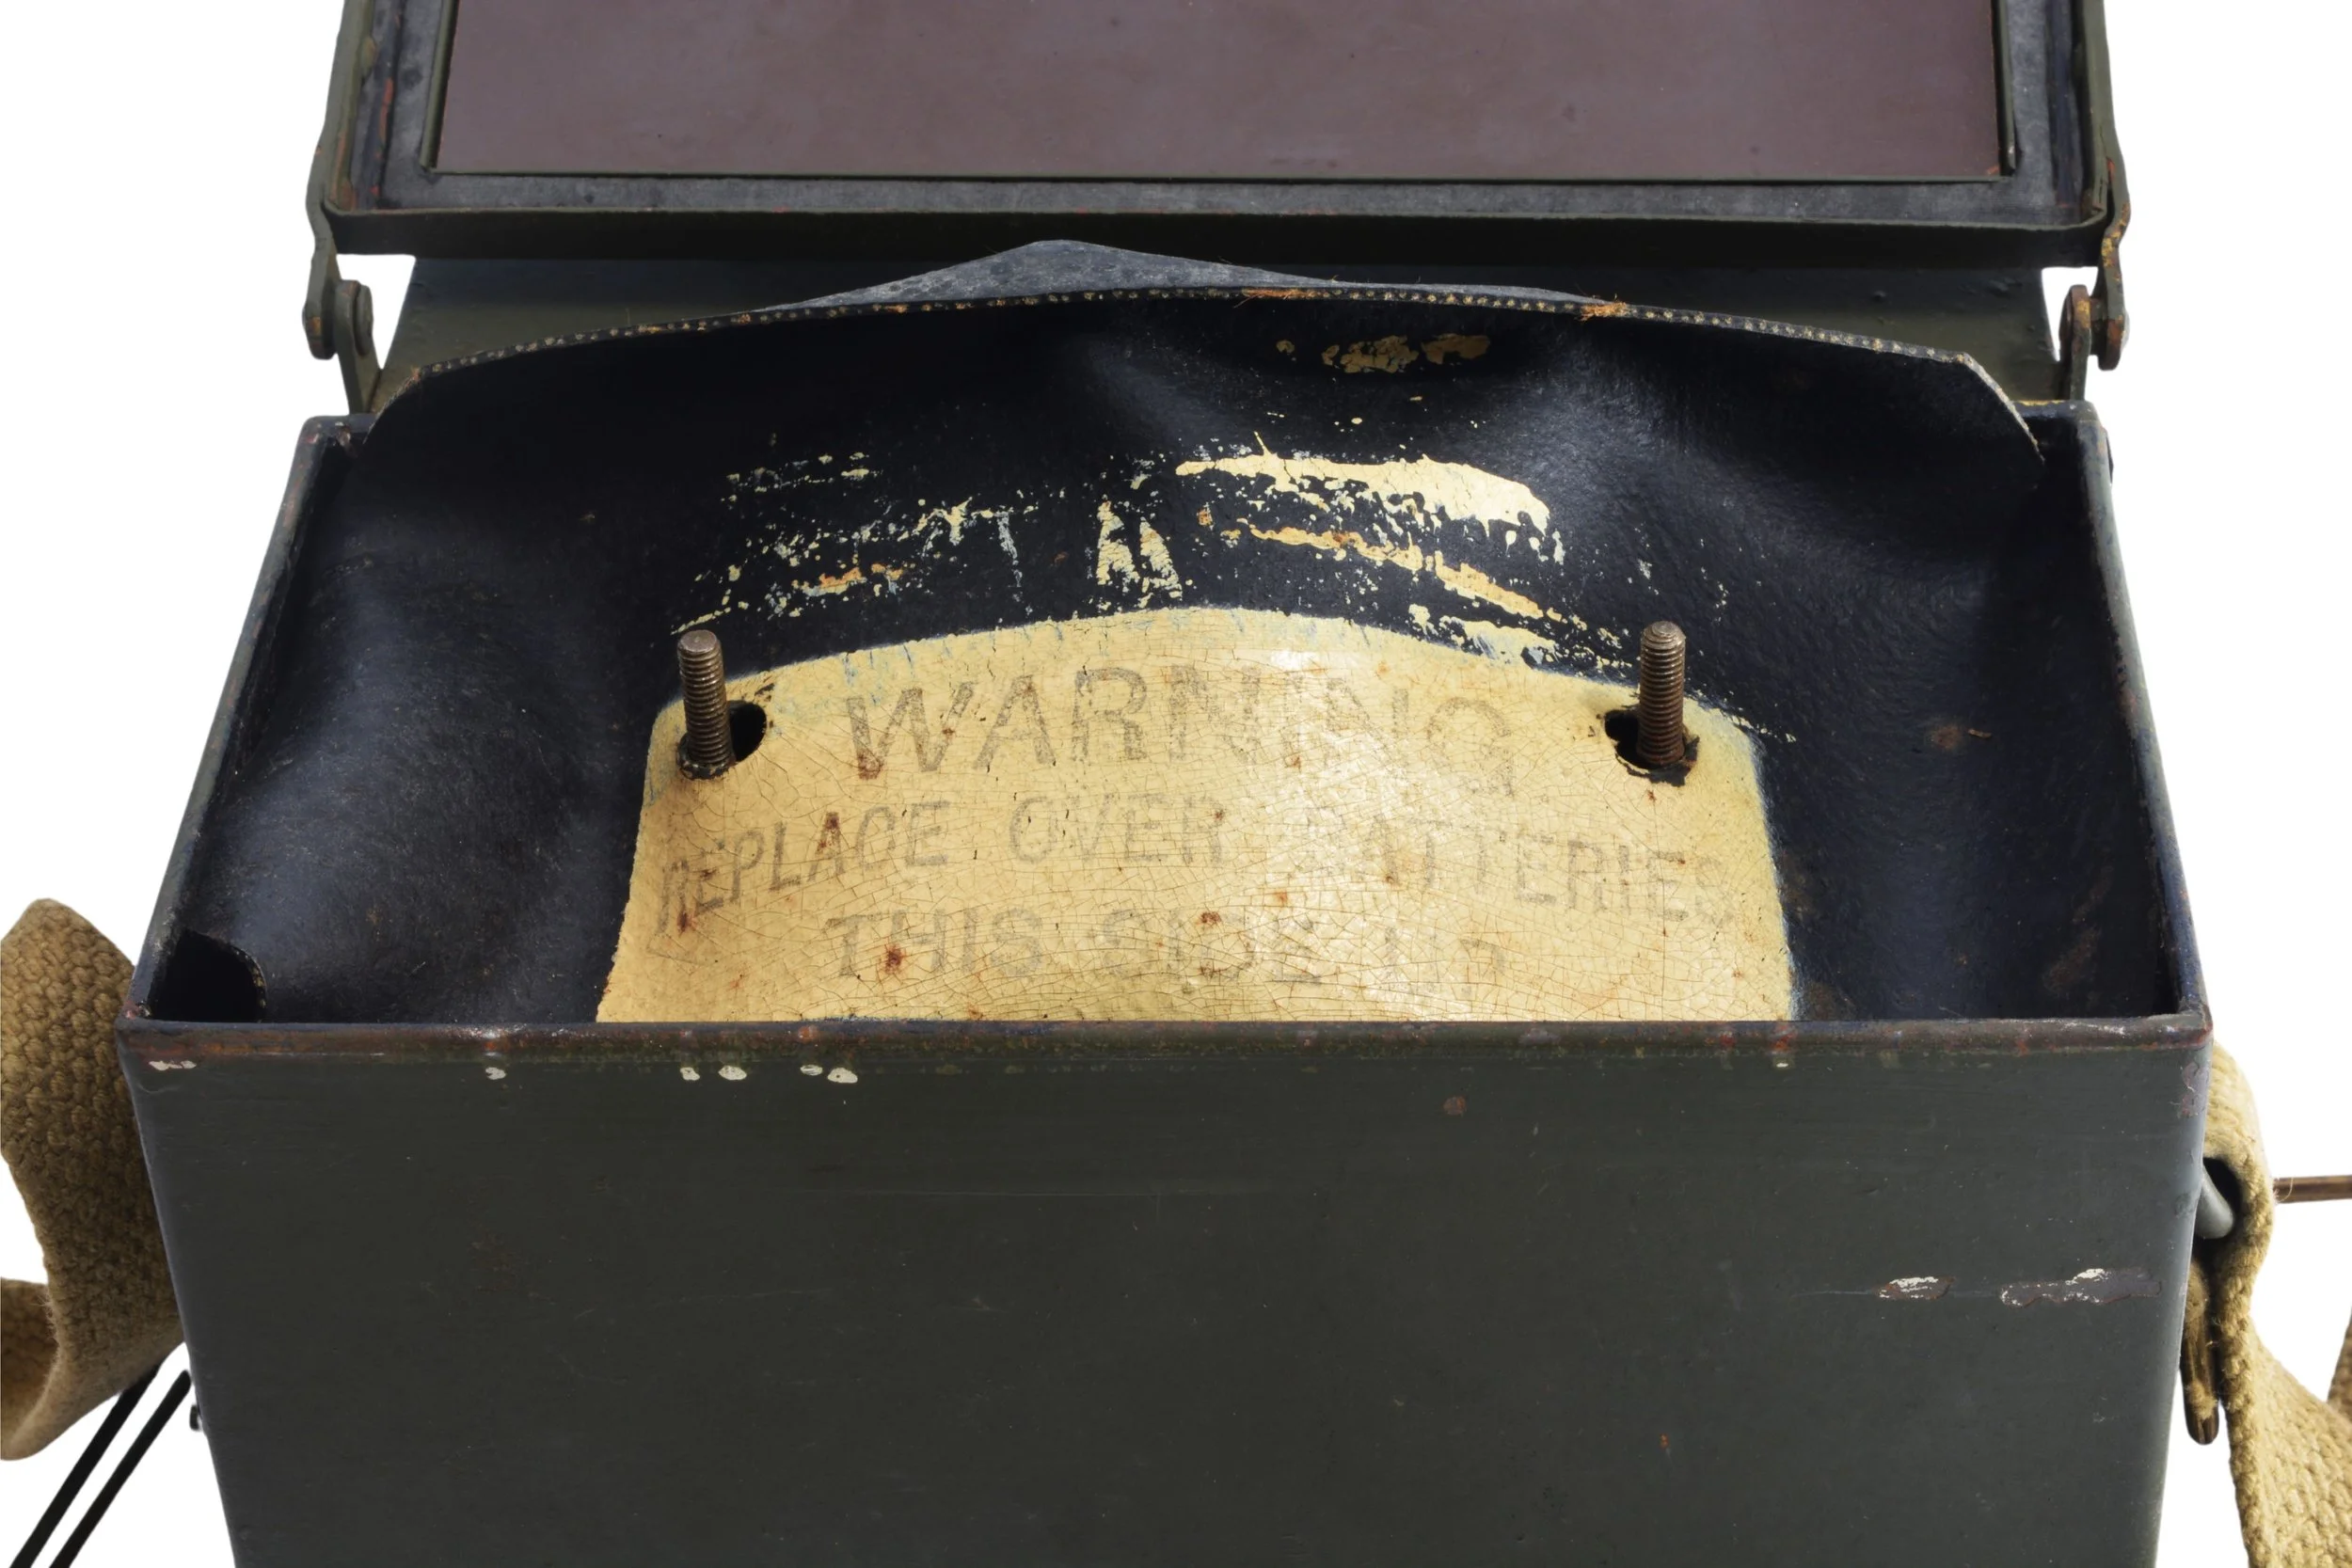 WARNING
REPLACE OVER BATTERIES
THIS SIDE UP